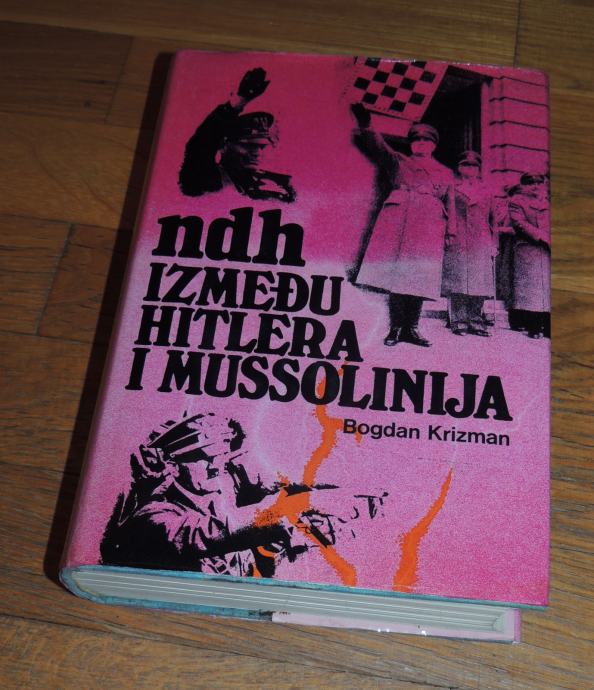 ndh
IZMEĐU
HITLERA
I MUSSOLINIJA
Bogdan Krizman